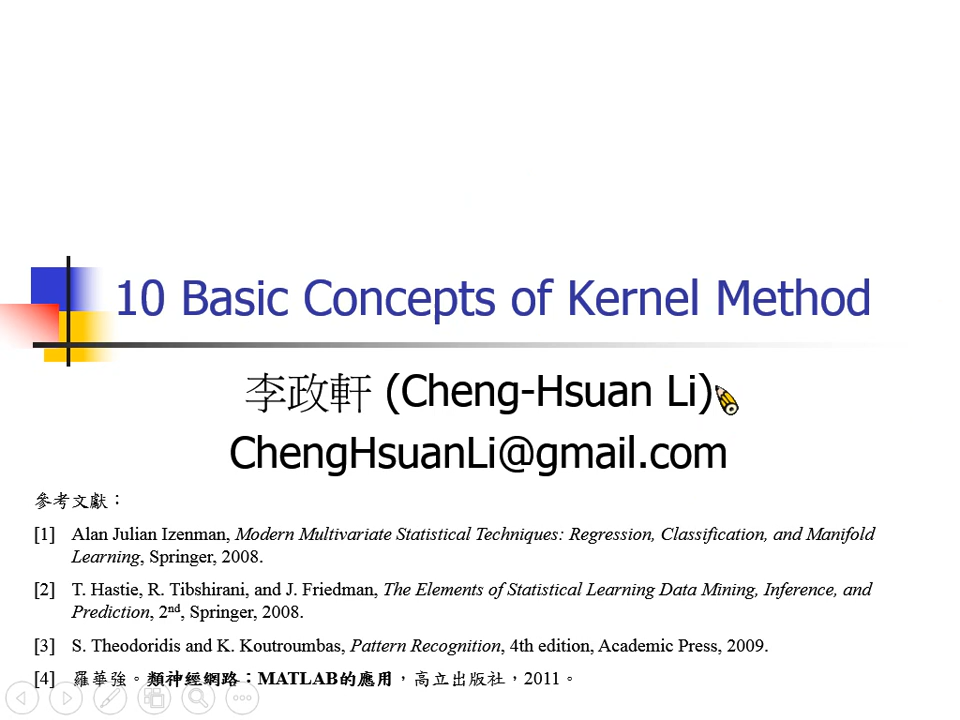 10 Basic Concepts of Kernel Method
李政軒 (Cheng-Hsuan Li)
ChengHsuanLi@gmail.com
參考文獻：
[1] Alan Julian Izenman, Modern Multivariate Statistical Techniques: Regression, Classification, and Manifold
Learning, Springer, 2008.
[2] T. Hastie, R. Tibshirani, and J. Friedman, The Elements of Statistical Learning Data Mining, Inference, and
Prediction, 2nd, Springer, 2008.
[3] S. Theodoridis and K. Koutroumbas, Pattern Recognition, 4th edition, Academic Press, 2009.
[4] 羅華強。類神經網路：MATLAB的應用，高立出版社，2011。